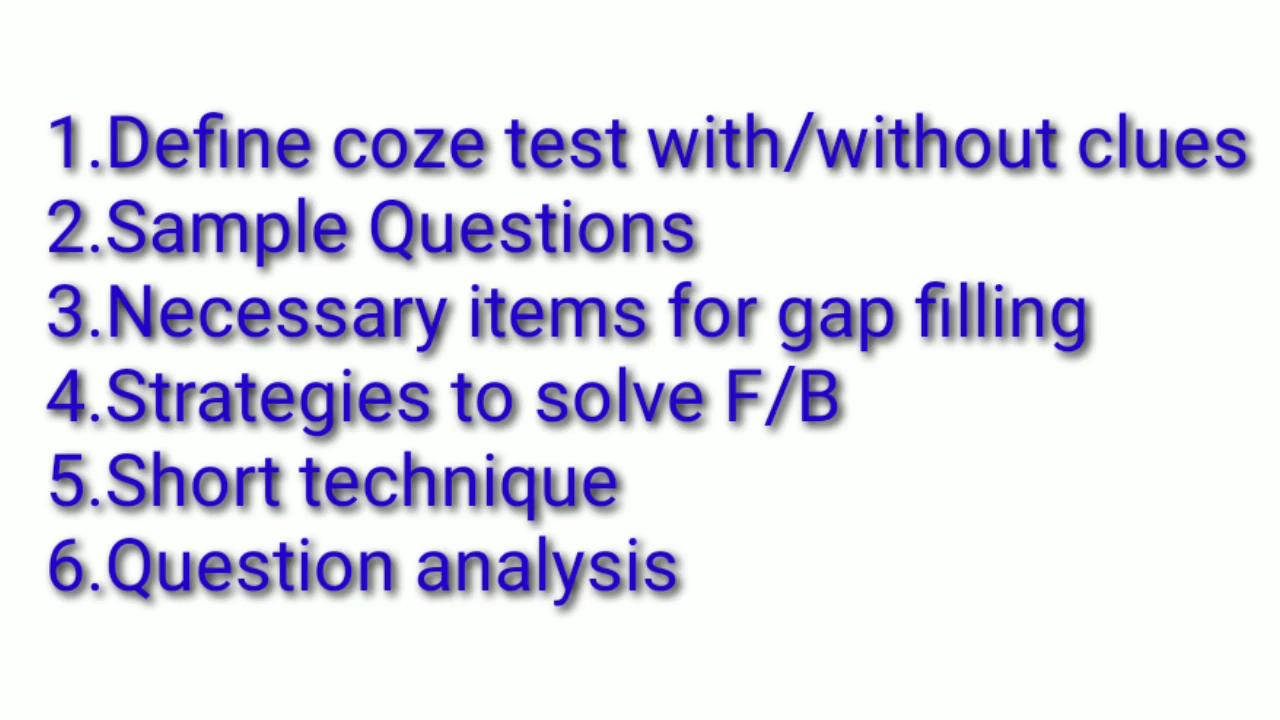 1.Define coze test with/without clues
2.Sample Questions
3.Necessary items for gap filling
4.Strategies to solve F/B
5.Short technique
6.Question analysis